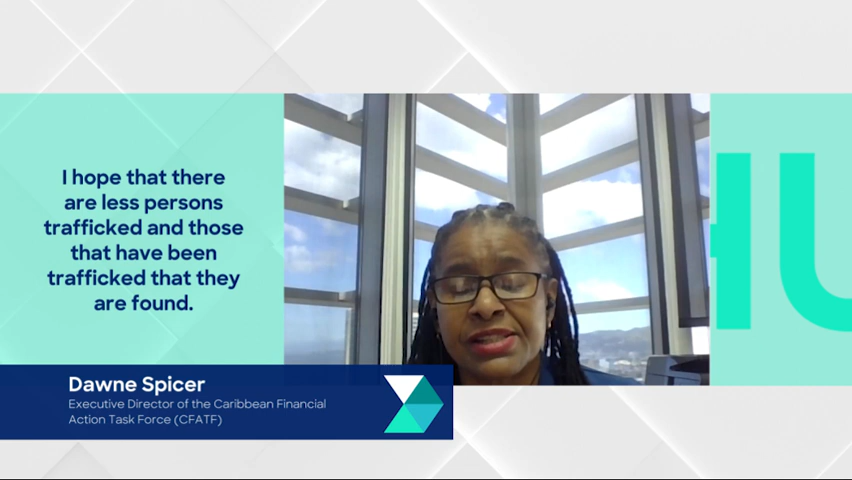 I hope that there
are less persons
trafficked and those
that have been
trafficked that they
are found.
HU
Dawne Spicer
Executive Director of the Caribbean Financial
Action Task Force (CFATF)